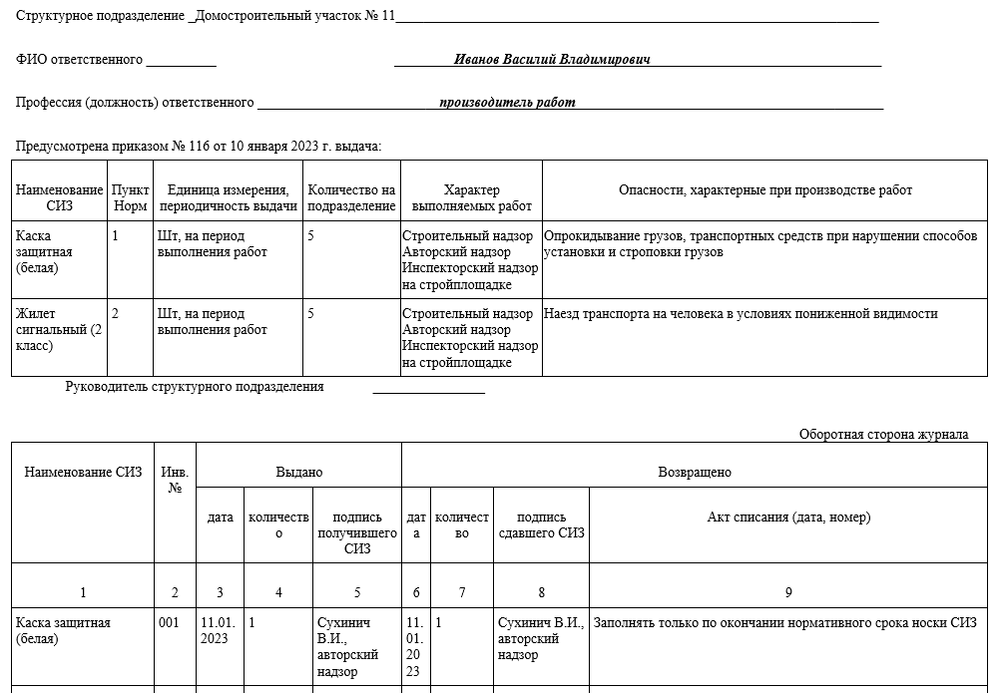 Структурное подразделение _Домостроительный участок № 11
ФИО ответственного __________ Иванов Василий Владимирович
Профессия (должность) ответственного производитель работ
Предусмотрена приказом № 116 от 10 января 2023 г. выдача:
Наименование СИЗ
Пункт Норм
Единица измерения, периодичность выдачи
Количество на подразделение
Характер выполняемых работ
Опасности, характерные при производстве работ
Каска
защитная
(белая)
1
Шт, на период
выполнения работ
5
Строительный надзор
Авторский надзор
Инспекторский надзор
на стройплощадке
Опрокидывание грузов, транспортных средств при нарушении способов
установки и строповки грузов
Жилет
сигнальный (2
класс)
2
Шт, на период
выполнения работ
5
Строительный надзор
Авторский надзор
Инспекторский надзор
на стройплощадке
Наезд транспорта на человека в условиях пониженной видимости
Руководитель структурного подразделения ________________
Оборотная сторона журнала
Наименование СИЗ
Инв.
№
Выдано
Возвращено
дата
количеств
о
подпись
получившего
СИЗ
дат
а
количест
во
подпись
сдавшего СИЗ
Акт списания (дата, номер)
1 2 3 4 5 6 7 8 9
Каска защитная
(белая)
001
11.01.
2023
1
Сухинич
В.И.,
авторский
надзор
11.
01.
20
23
1
Сухинич В.И.,
авторский
надзор
Заполнять только по окончании нормативного срока носки СИЗ